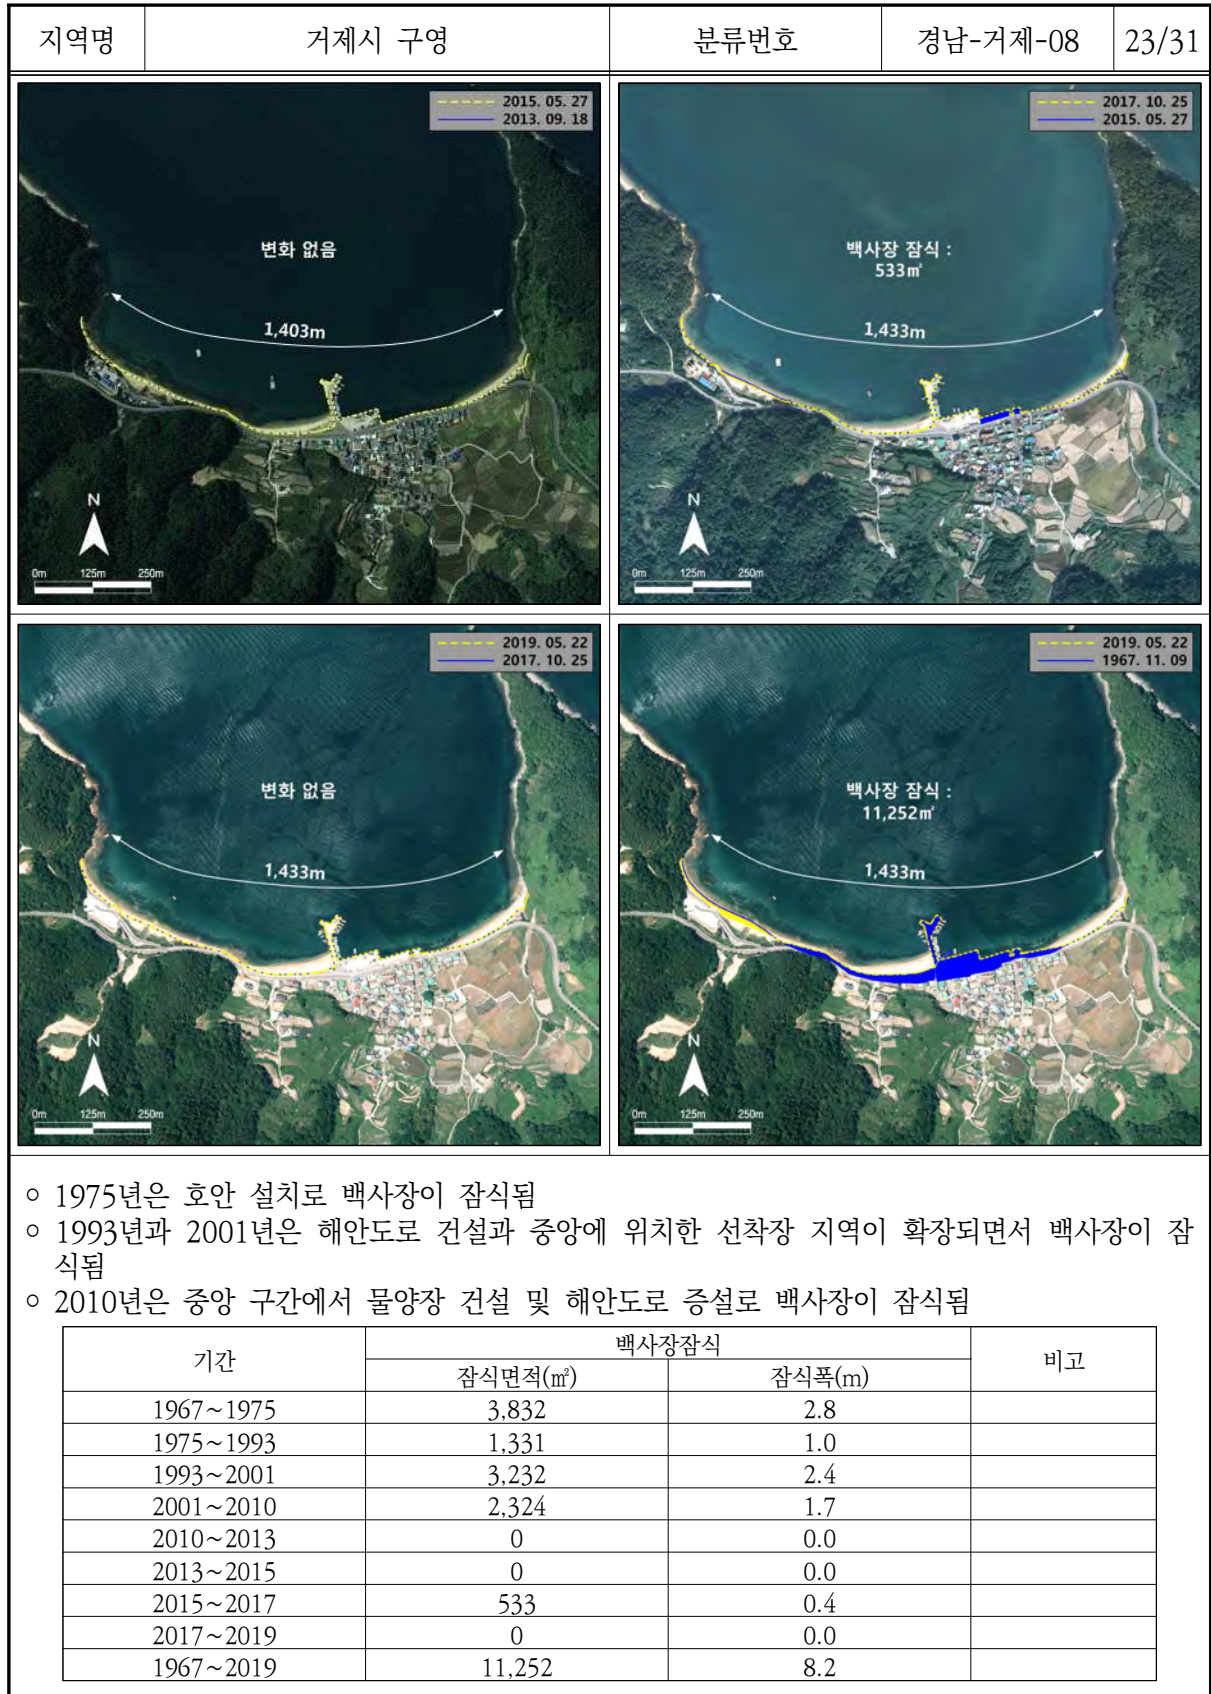 지역명 거제시 구영 분류번호 경남-거제-08 23/31
2015. 05. 27
2013. 09. 18
변화 없음
1,403m
N
0m 125m 250m
2017. 10. 25
2015. 05. 27
백사장 잠식 :
533㎡
1,433m
N
0m 125m 250m
2019. 05. 22
2017. 10. 25
변화 없음
1,433m
N
0m 125m 250m
2019. 05. 22
1967. 11. 09
백사장 잠식 :
11,252㎡
1,433m
N
0m 125m 250m
○ 1975년은 호안 설치로 백사장이 잠식됨
○ 1993년과 2001년은 해안도로 건설과 중앙에 위치한 선착장 지역이 확장되면서 백사장이 잠
식됨
○ 2010년은 중앙 구간에서 물양장 건설 및 해안도로 증설로 백사장이 잠식됨
기간 백사장잠식 비고
잠식면적(㎡) 잠식폭(m)
1967~1975 3,832 2.8
1975~1993 1,331 1.0
1993~2001 3,232 2.4
2001~2010 2,324 1.7
2010~2013 0 0.0
2013~2015 0 0.0
2015~2017 533 0.4
2017~2019 0 0.0
1967~2019 11,252 8.2